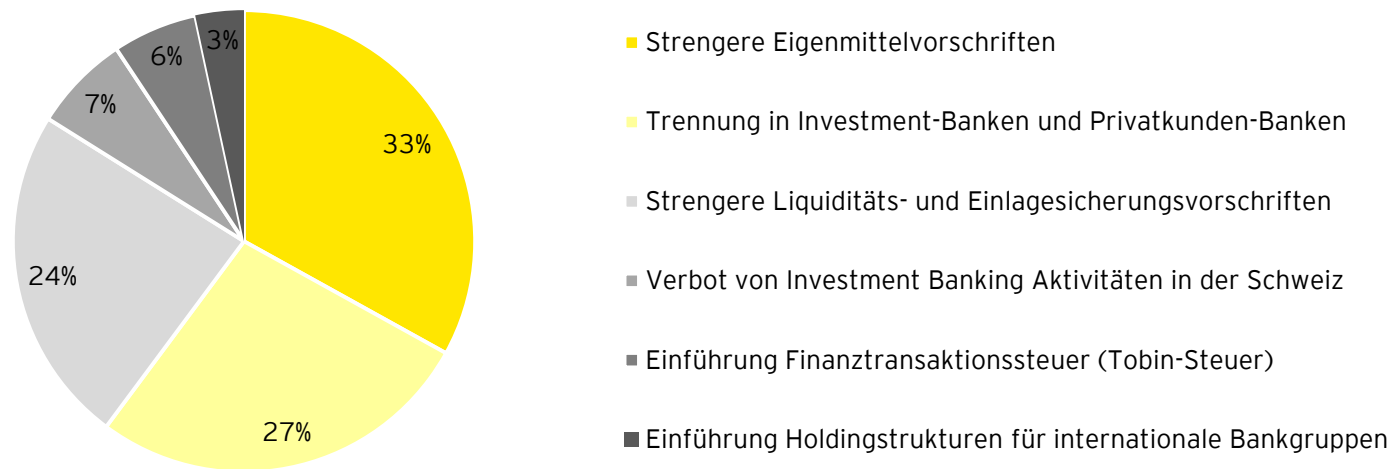 3%
6%
7%
33%
24%
27%
Strengere Eigenmittelvorschriften
Trennung in Investment-Banken und Privatkunden-Banken
Strengere Liquiditäts- und Einlagesicherungsvorschriften
Verbot von Investment Banking Aktivitäten in der Schweiz
Einführung Finanztransaktionssteuer (Tobin-Steuer)
Einführung Holdingstrukturen für internationale Bankgruppen